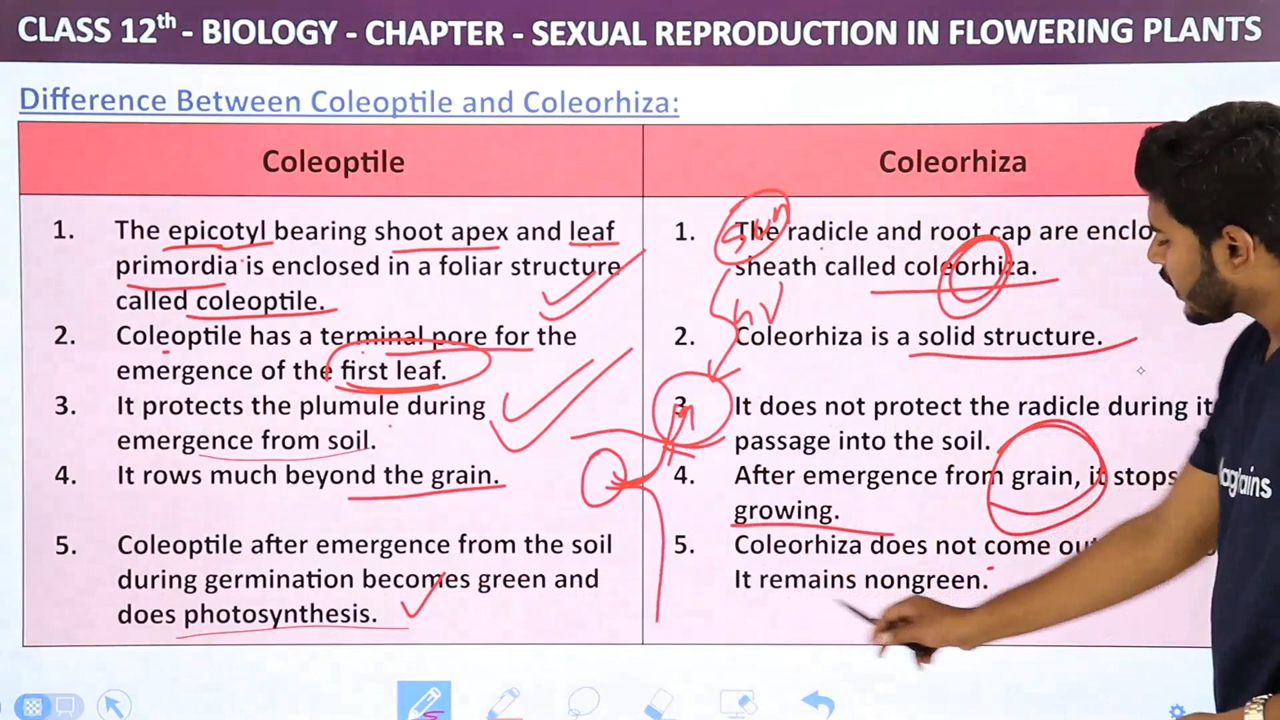 CLASS 12th - BIOLOGY - CHAPTER - SEXUAL REPRODUCTION IN FLOWERING PLANTS
Difference Between Coleoptile and Coleorhiza:
Coleoptile
1. The epicotyl bearing shoot apex and leaf
primordia is enclosed in a foliar structure
called coleoptile.
2. Coleoptile has a terminal pore for the
emergence of the first leaf.
3. It protects the plumule during
emergence from soil.
4. It rows much beyond the grain.
5. Coleoptile after emergence from the soil
during germination becomes green and
does photosynthesis.
Coleorhiza
1. The radicle and root cap are enclo
sheath called coleorhiza.
2. Coleorhiza is a solid structure.
3. It does not protect the radicle during it
passage into the soil.
4. After emergence from grain, it stops
growing.
5. Coleorhiza does not come ou
It remains nongreen.
Sun
hv